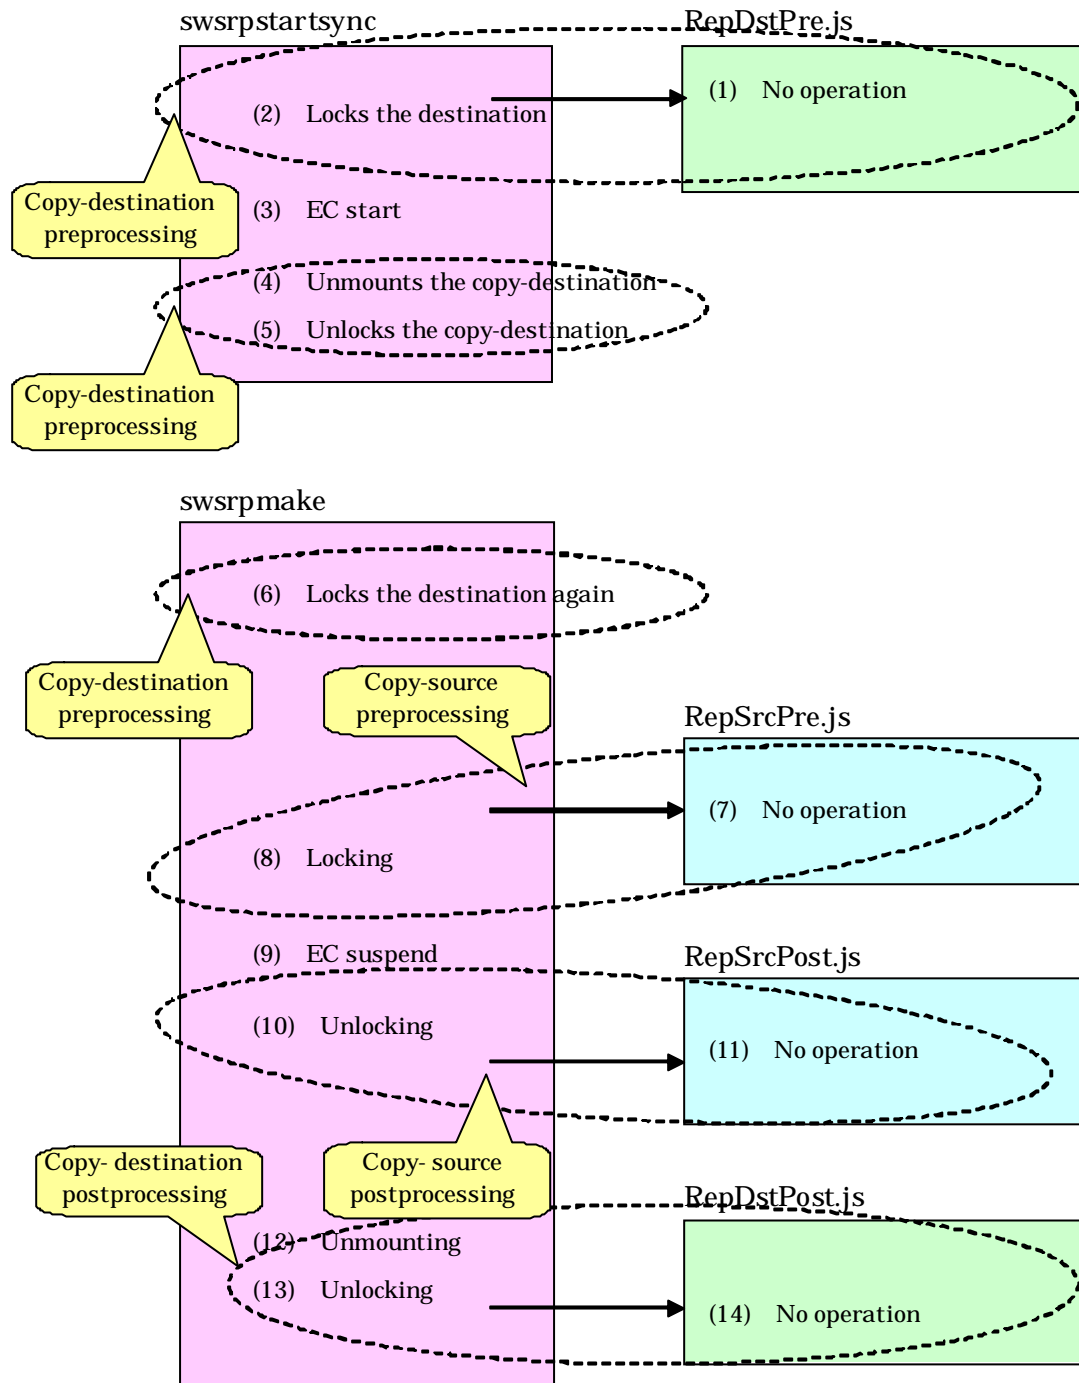 swsrpstartsync
RepDstPre.js
(1) No operation
(2) Locks the destination
Copy-destination
preprocessing
(3) EC start
(4) Unmounts the copy-destination
(5) Unlocks the copy-destination
Copy-destination
preprocessing
swsrpmake
(6) Locks the destination again
Copy-destination
preprocessing
Copy-source
preprocessing
RepSrcPre.js
(7) No operation
(8) Locking
(9) EC suspend
RepSrcPost.js
(10) Unlocking
(11) No operation
Copy- destination
postprocessing
Copy- source
postprocessing
RepDstPost.js
(12) Unmounting
(13) Unlocking
(14) No operation